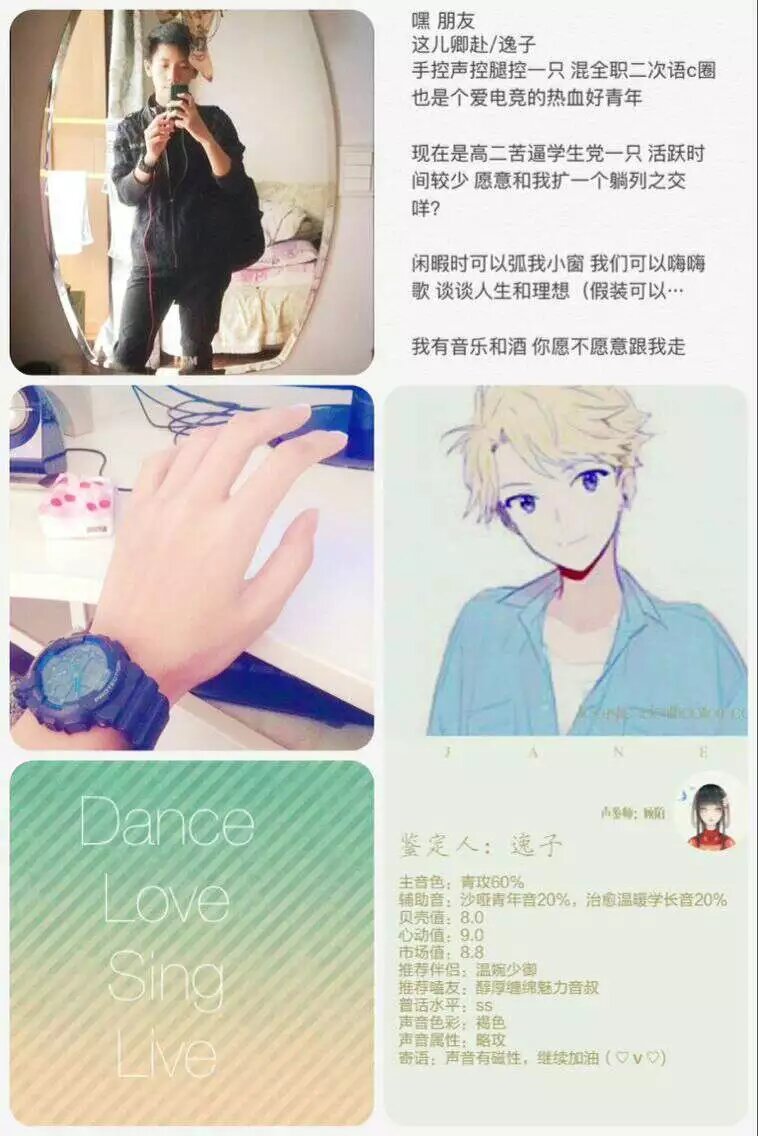 嘿 朋友
这儿卿赴/逸子
手控声控腿控一只 混全职二次语c圈
也是个爱电竞的热血好青年
现在是高二苦逼学生党一只 活跃时
间较少 愿意和我扩一个躺列之交
咩?
闲暇时可以弧我小窗 我们可以嗨嗨
歌 谈谈人生和理想（假装可以…
我有音乐和酒 你愿不愿意跟我走
J A N E
声鉴师：顾陌
鉴定人：逸子
主音色：青攻60%
辅助音：沙哑青年音20%，治愈温暖学长音20%
贝壳值：8.0
心动值：9.0
市场值：8.8
推荐伴侣：温婉少御
推荐嗑友：醇厚缠绵魅力音叔
普话水平：ss
声音色彩：褐色
声音属性：略攻
寄语：声音有磁性，继续加油 (♡ v ♡)
Dance
Love
Sing
Live